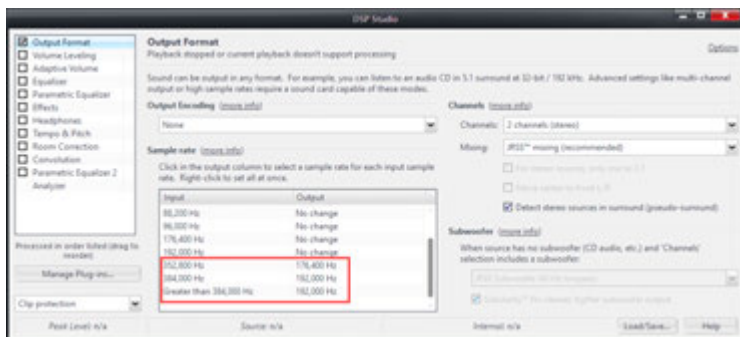 DSP Studio
Output Format
Volume Leveling
Adaptive Volume
Equalizer
Parametric Equalizer
Effects
Headphones
Tempo & Pitch
Room Correction
Convolution
Parametric Equalizer 2
Analyzer
Processed in order listed (drag to
reorder)
Manage Plug-ins...
Clip protection
Output Format
Playback stopped or current playback doesn't support processing
Options
Sound can be output in any format. For example, you can listen to an audio CD in 5.1 surround at 32-bit / 192 kHz. Advanced settings like multi-channel
output or high sample rates require a sound card capable of these modes.
Output Encoding (more info)
None
Sample rate (more info)
Click in the output column to select a sample rate for each input sample
rate. Right-click to set all at once.
Input Output
88,200 Hz No change
96,000 Hz No change
176,400 Hz No change
192,000 Hz No change
352,800 Hz 176,400 Hz
384,000 Hz 192,000 Hz
Greater than 384,000 Hz 192,000 Hz
Channels (more info)
Channels: 2 channels (stereo)
Mixing: JRSS™ mixing (recommended)
Detect stereo sources in surround (pseudo-surround)
Subwoofer (more info)
When source has no subwoofer (CD audio, etc.) and 'Channels'
selection includes a subwoofer:
Peak Level: n/a
Source: n/a
Internal: n/a
Load/Save...
Help